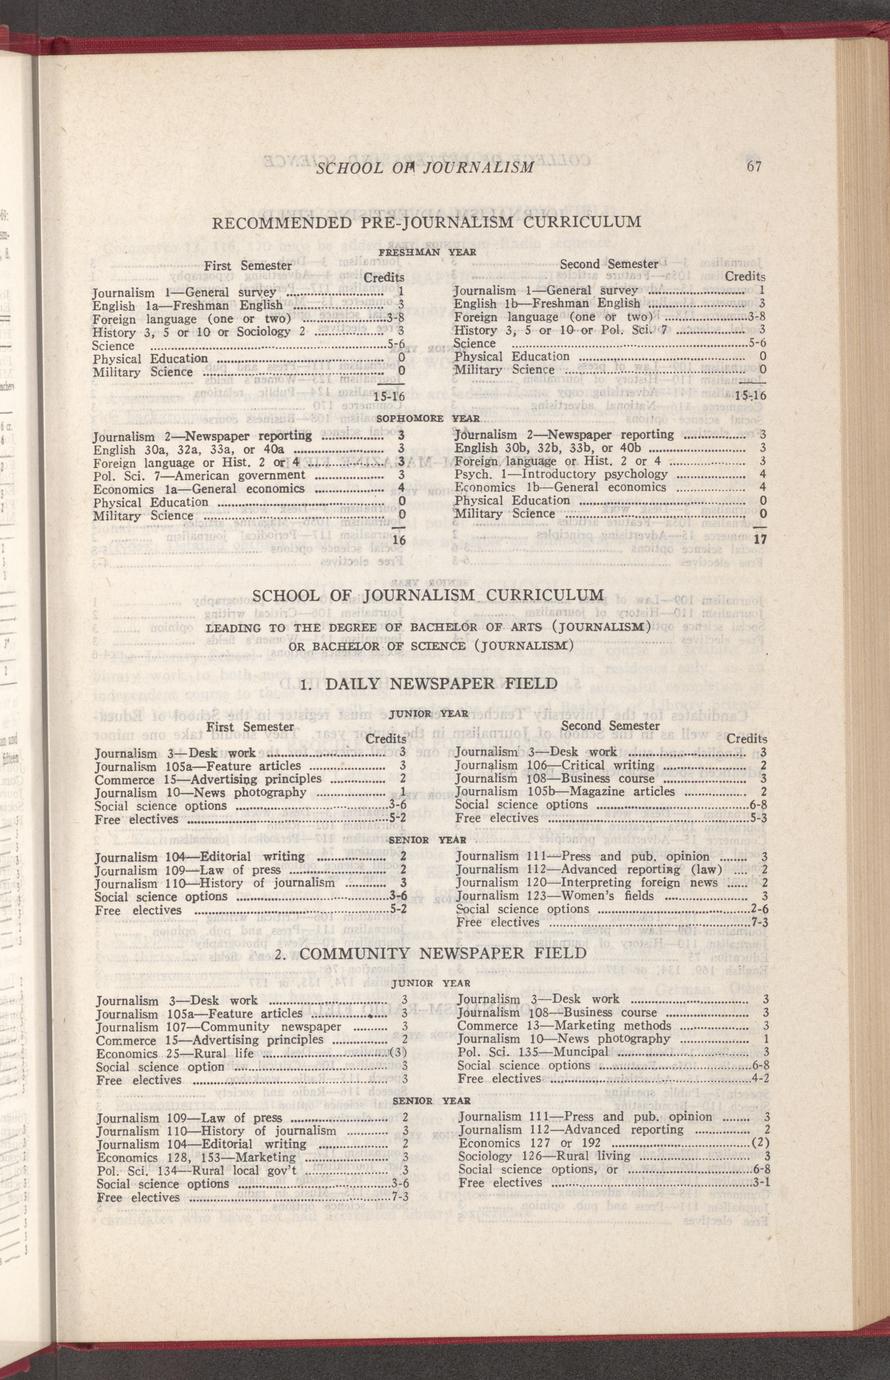 SCHOOL OF JOURNALISM 67
RECOMMENDED PRE-JOURNALISM CURRICULUM
FRESHMAN YEAR
First Semester
Credits
Journalism 1—General survey ........ 1
English 1a—Freshman English ........ 3
Foreign language (one or two) ........ 3-8
History 3, 5 or 10 or Sociology 2 ........ 3
Science ........ 5-6
Physical Education ........ 0
Military Science ........ 0
15-16
Second Semester
Credits
Journalism 1—General survey ........ 1
English 1b—Freshman English ........ 3
Foreign language (one or two) ........ 3-8
History 3, 5 or 10 or Pol. Sci. 7 ........ 3
Science ........ 5-6
Physical Education ........ 0
Military Science ........ 0
15-16
SOPHOMORE YEAR
Journalism 2—Newspaper reporting ........ 3
English 30a, 32a, 33a, or 40a ........ 3
Foreign language or Hist. 2 or 4 ........ 3
Pol. Sci. 7—American government ........ 3
Economics 1a—General economics ........ 4
Physical Education ........ 0
Military Science ........ 0
16
Journalism 2—Newspaper reporting ........ 3
English 30b, 32b, 33b, or 40b ........ 3
Foreign language or Hist. 2 or 4 ........ 3
Psych. 1—Introductory psychology ........ 4
Economics 1b—General economics ........ 4
Physical Education ........ 0
Military Science ........ 0
17
SCHOOL OF JOURNALISM CURRICULUM
LEADING TO THE DEGREE OF BACHELOR OF ARTS (JOURNALISM)
OR BACHELOR OF SCIENCE (JOURNALISM)
1. DAILY NEWSPAPER FIELD
JUNIOR YEAR
First Semester
Credits
Journalism 3—Desk work ........ 3
Journalism 105a—Feature articles ........ 3
Commerce 15—Advertising principles ........ 2
Journalism 10—News photography ........ 1
Social science options ........ 3-6
Free electives ........ 5-2
Second Semester
Credits
Journalism 3—Desk work ........ 3
Journalism 106—Critical writing ........ 2
Journalism 108—Business course ........ 3
Journalism 105b—Magazine articles ........ 2
Social science options ........ 6-8
Free electives ........ 5-3
SENIOR YEAR
Journalism 104—Editorial writing ........ 2
Journalism 109—Law of press ........ 2
Journalism 110—History of journalism ........ 3
Social science options ........ 3-6
Free electives ........ 5-2
Journalism 111—Press and pub. opinion ........ 3
Journalism 112—Advanced reporting (law) .... 2
Journalism 120—Interpreting foreign news ...... 2
Journalism 123—Women's fields ........ 3
Social science options ........ 2-6
Free electives ........ 7-3
2. COMMUNITY NEWSPAPER FIELD
JUNIOR YEAR
Journalism 3—Desk work ........ 3
Journalism 105a—Feature articles ........ 3
Journalism 107—Community newspaper ........ 3
Commerce 15—Advertising principles ........ 2
Economics 25—Rural life ........ (3)
Social science option ........ 3
Free electives ........ 3
Journalism 3—Desk work ........ 3
Journalism 108—Business course ........ 3
Commerce 13—Marketing methods ........ 3
Journalism 10—News photography ........ 1
Pol. Sci. 135—Muncipal ........ 3
Social science options ........ 6-8
Free electives ........ 4-2
SENIOR YEAR
Journalism 109—Law of press ........ 2
Journalism 110—History of journalism ........ 3
Journalism 104—Editorial writing ........ 2
Economics 128, 153—Marketing ........ 3
Pol. Sci. 134—Rural local gov't ........ 3
Social science options ........ 3-6
Free electives ........ 7-3
Journalism 111—Press and pub. opinion ........ 3
Journalism 112—Advanced reporting ........ 2
Economics 127 or 192 ........ (2)
Sociology 126—Rural living ........ 3
Social science options, or ........ 6-8
Free electives ........ 3-1